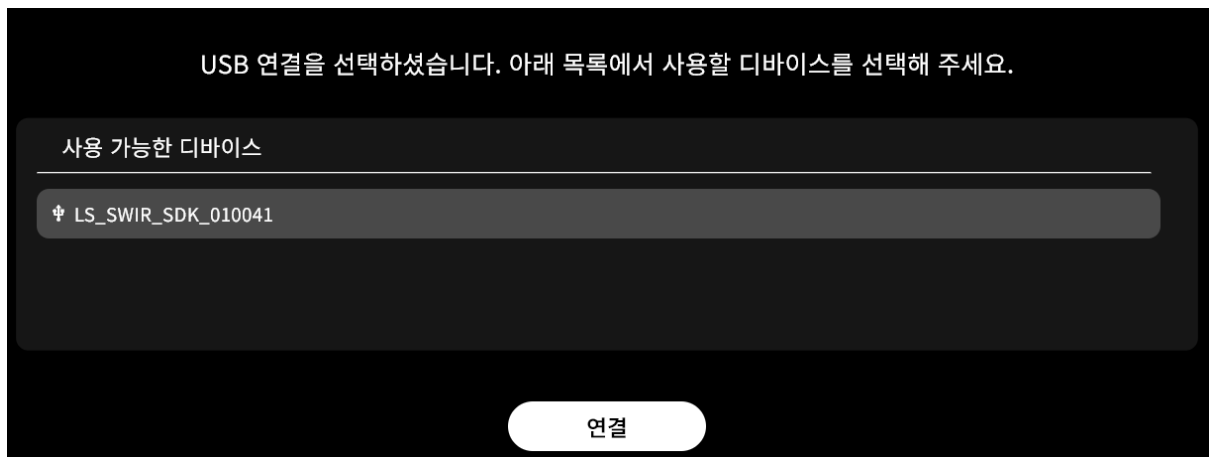 USB 연결을 선택하셨습니다. 아래 목록에서 사용할 디바이스를 선택해 주세요.
사용 가능한 디바이스
LS_SWIR_SDK_010041
연결